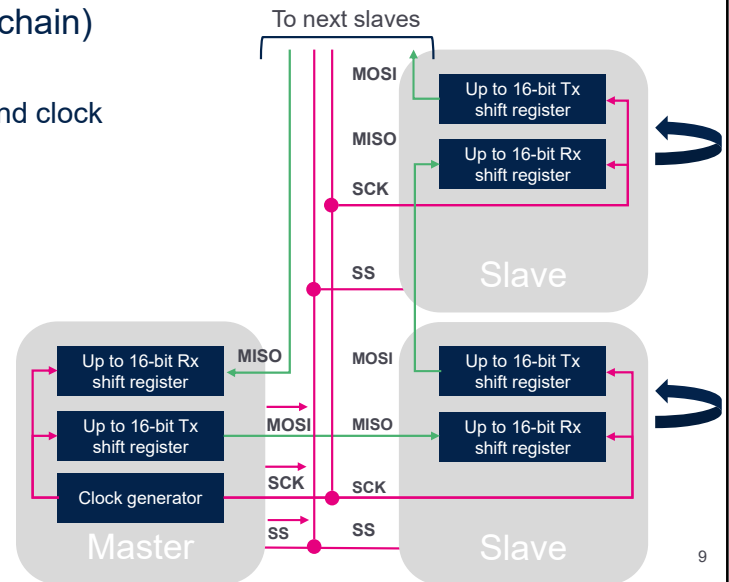 chain)
nd clock
To next slaves
MOSI
Up to 16-bit Tx
shift register
MISO
Up to 16-bit Rx
shift register
SCK
SS
Slave
Up to 16-bit Rx
shift register
MISO
MOSI
Up to 16-bit Tx
shift register
Up to 16-bit Tx
shift register
MOSI
MISO
Up to 16-bit Rx
shift register
Clock generator
SCK
SCK
SS
SS
Master
Slave
9